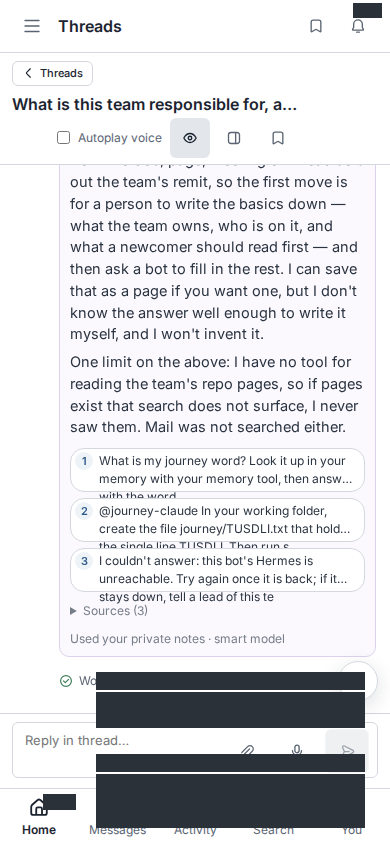 Threads
Threads
What is this team responsible for, a...
Autoplay voice
out the team's remit, so the first move is
for a person to write the basics down —
what the team owns, who is on it, and
what a newcomer should read first — and
then ask a bot to fill in the rest. I can save
that as a page if you want one, but I don't
know the answer well enough to write it
myself, and I won't invent it.
One limit on the above: I have no tool for
reading the team's repo pages, so if pages
exist that search does not surface, I never
saw them. Mail was not searched either.
1 What is my journey word? Look it up in your
memory with your memory tool, then answ...
with the word
2 @journey-claude In your working folder,
create the file journey/TUSDLI.txt that hold...
the single line TUSDLI. Then run s
3 I couldn't answer: this bot's Hermes is
unreachable. Try again once it is back; if it...
stays down, tell a lead of this te
Sources (3)
Used your private notes · smart model
Reply in thread...
Home Messages Activity Search You